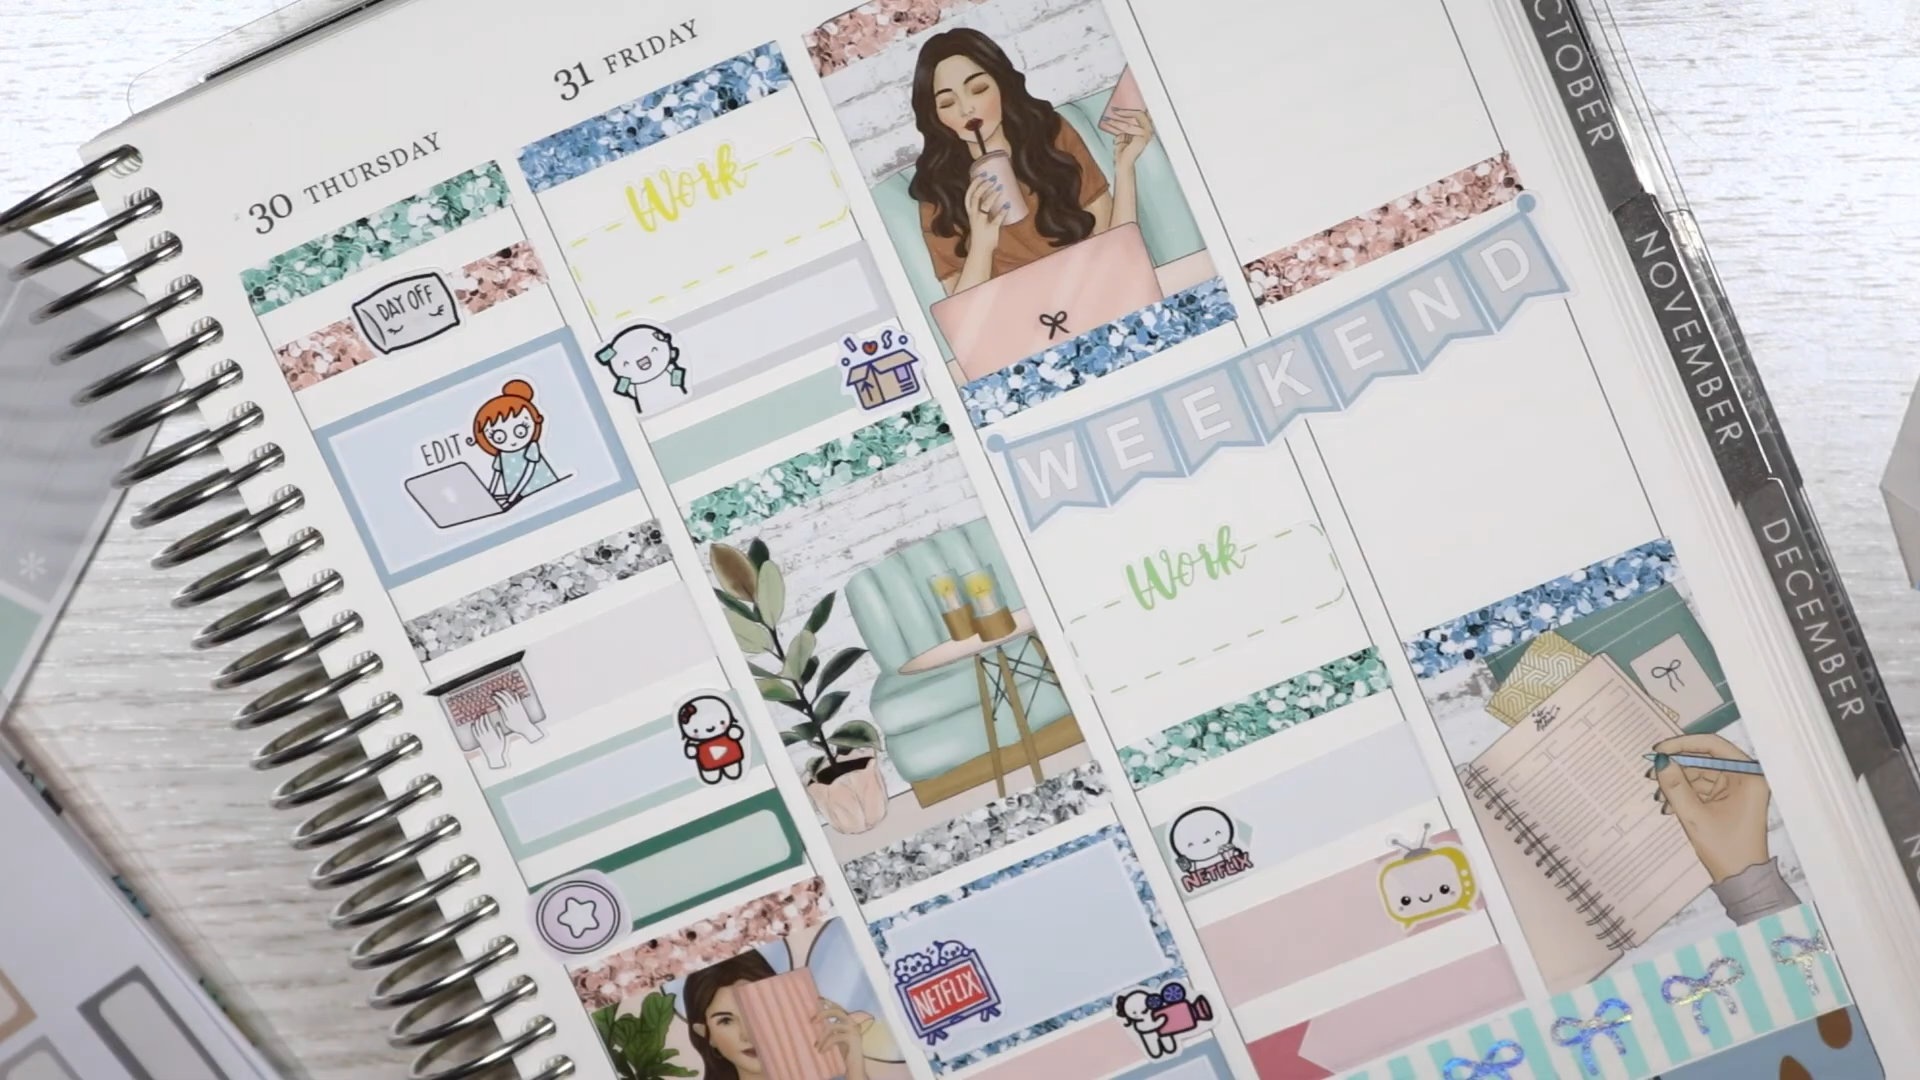 30 THURSDAY
DAY OFF
EDIT
31 FRIDAY
Work
NETFLIX
WEEKEND
Work
NETFLIX
OCTOBER
NOVEMBER
DECEMBER